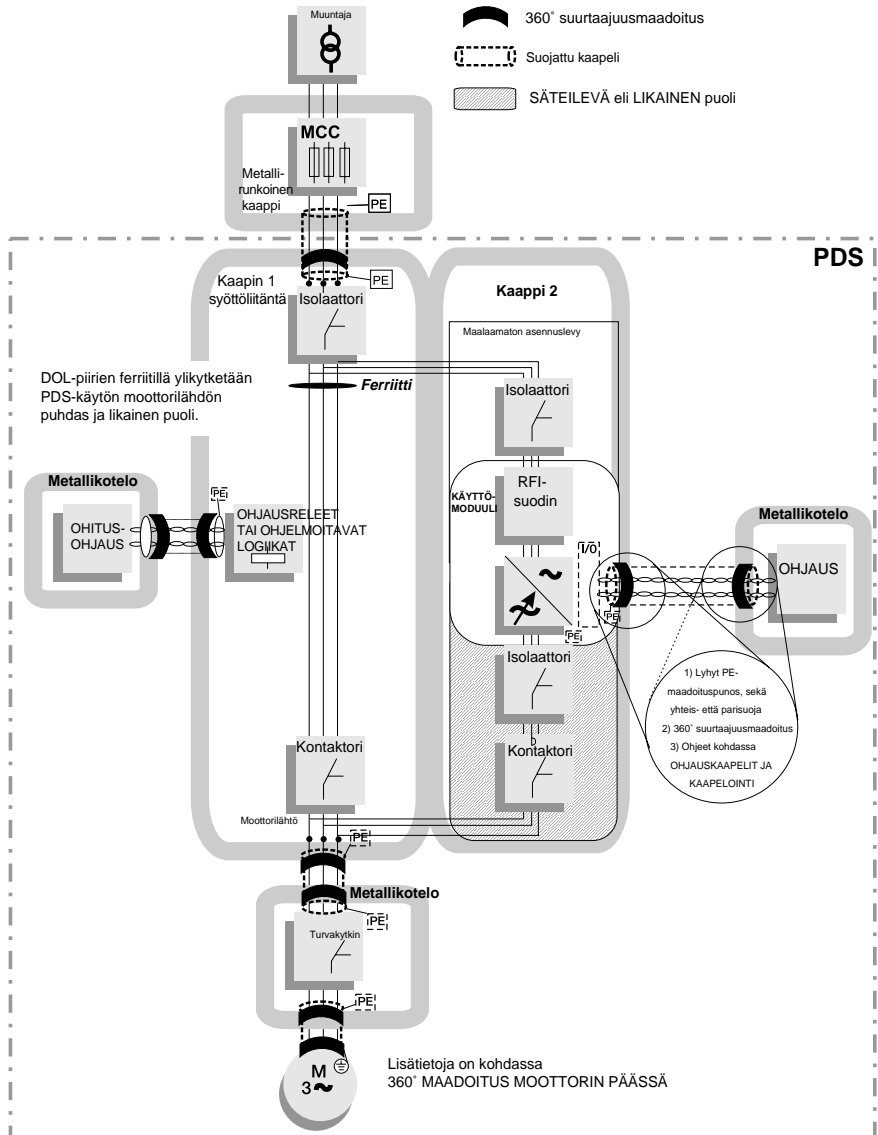 Muuntaja
360° suurtaajuusmaadoitus
Suojattu kaapeli
SÄTEILEVÄ eli LIKAINEN puoli
MCC
Metalli-
runkoinen
kaappi
PE
PDS
PE
Kaapin 1
syöttöliitäntä
Isolaattori
Kaappi 2
Maalaamaton asennuslevy
DOL-piirien ferriitillä ylikytketään
PDS-käytön moottorilähdön
puhdas ja likainen puoli.
Ferriitti
Isolaattori
Metallikotelo
OHITUS-
OHJAUS
PE
OHJAUSRELEET
TAI OHJELMOITAVAT
LOGIIKAT
KÄYTTÖ-
MODUULI
RFI-
suodin
I/O
PE
PE
Metallikotelo
OHJAUS
Isolaattori
1) Lyhyt PE-
maadoituspunos, sekä
yhteis- että parisuoja
2) 360° suurtaajuusmaadoitus
3) Ohjeet kohdassa
OHJAUSKAAPELIT JA
KAAPELOINTI
Kontaktori
Kontaktori
Moottorilähtö
PE
Metallikotelo
PE
Turvakytkin
PE
M
3~
Lisätietoja on kohdassa
360° MAADOITUS MOOTTORIN PÄÄSSÄ